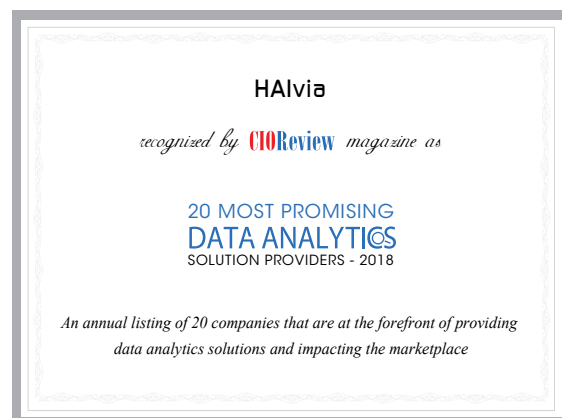 HAlvia
recognized by CIOReview magazine as
20 MOST PROMISING
DATA ANALYTICS
SOLUTION PROVIDERS - 2018
An annual listing of 20 companies that are at the forefront of providing
data analytics solutions and impacting the marketplace